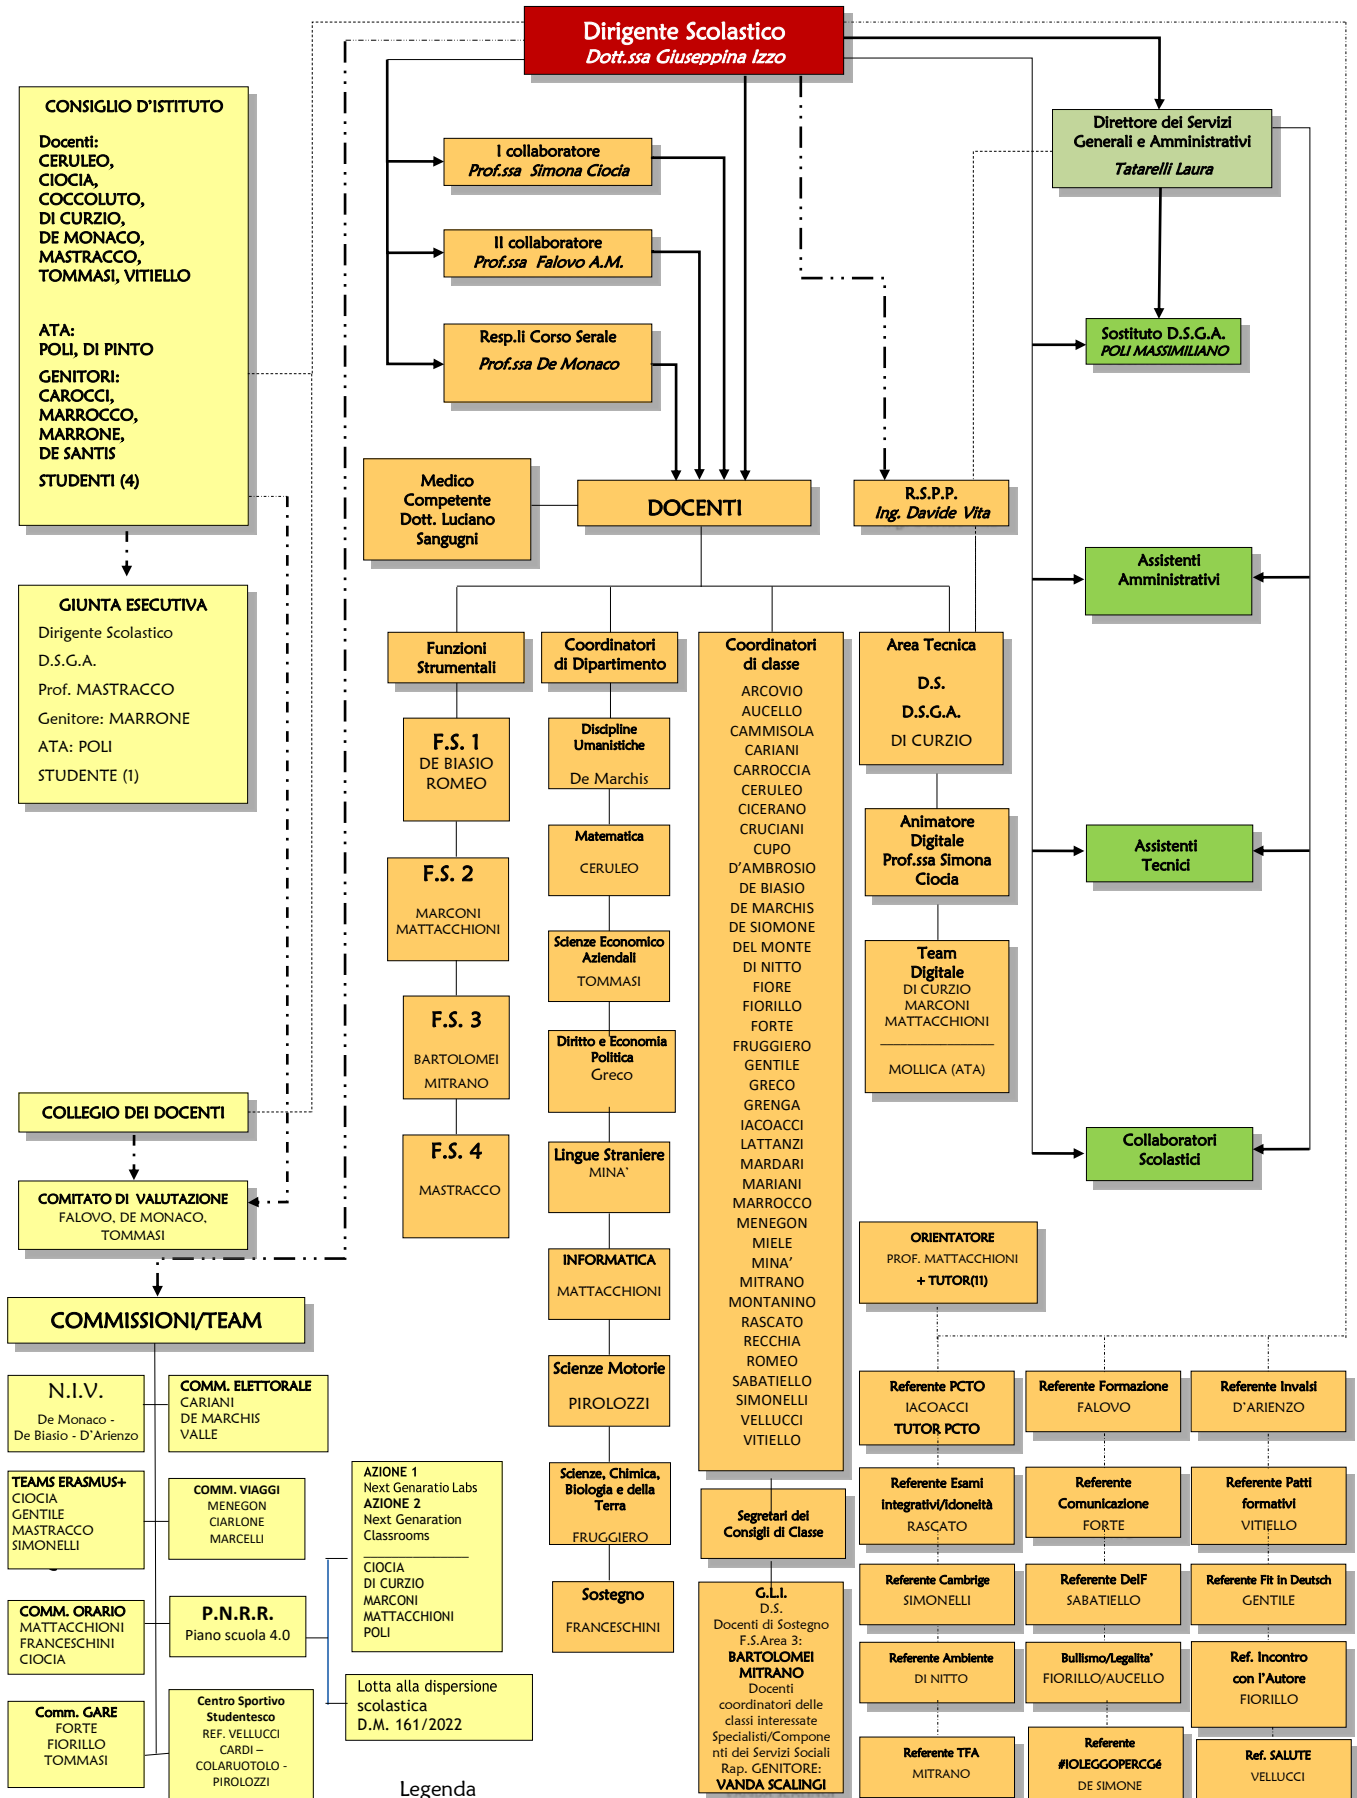 Dirigente Scolastico
Dott.ssa Giuseppina Izzo
CONSIGLIO D'ISTITUTO
Docenti:
CERULEO,
CIOCIA,
COCCOLUTO,
DI CURZIO,
DE MONACO,
MASTRACCO,
TOMMASI, VITIELLO
ATA:
POLI, DI PINTO
GENITORI:
CAROCCI,
MARROCCO,
MARRONE,
DE SANTIS
STUDENTI (4)
I collaboratore
Prof.ssa Simona Ciocia
II collaboratore
Prof.ssa Falovo A.M.
Resp.li Corso Serale
Prof.ssa De Monaco
Direttore dei Servizi
Generali e Amministrativi
Tatarelli Laura
Sostituto D.S.G.A.
POLI MASSIMILIANO
Medico
Competente
Dott. Luciano
Sangugni
DOCENTI
R.S.P.P.
Ing. Davide Vita
Assistenti
Amministrativi
Assistenti
Tecnici
Collaboratori
Scolastici
GIUNTA ESECUTIVA
Dirigente Scolastico
D.S.G.A.
Prof. MASTRACCO
Genitore: MARRONE
ATA: POLI
STUDENTE (1)
Funzioni
Strumentali
F.S. 1
DE BIASIO
ROMEO
F.S. 2
MARCONI
MATTACCHIONI
F.S. 3
BARTOLOMEI
MITRANO
F.S. 4
MASTRACCO
Coordinatori
di Dipartimento
Discipline
Umanistiche
De Marchis
Matematica
CERULEO
Scienze Economico
Aziendali
TOMMASI
Diritto e Economia
Politica
Greco
Lingue Straniere
MINA'
INFORMATICA
MATTACCHIONI
Scienze Motorie
PIROLOZZI
Scienze, Chimica,
Biologia e della
Terra
FRUGGIERO
Sostegno
FRANCESCHINI
Coordinatori
di classe
ARCOVIO
AUCELLO
CAMMISOLA
CARIANI
CARROCCIA
CERULEO
CICERANO
CRUCIANI
CUPO
D'AMBROSIO
DE BIASIO
DE MARCHIS
DE SIOMONE
DEL MONTE
DI NITTO
FIORE
FIORILLO
FORTE
FRUGGIERO
GENTILE
GRECO
GRENGA
IACOACCI
LATTANZI
MARDARI
MARIANI
MARROCCO
MENEGON
MIELE
MINA'
MITRANO
MONTANINO
RASCATO
RECCHIA
ROMEO
SABATIELLO
SIMONELLI
VELLUCCI
VITIELLO
Segretari dei
Consigli di Classe
G.L.I.
D.S.
Docenti di Sostegno
F.S.Area 3:
BARTOLOMEI
MITRANO
Docenti
coordinatori delle
classi interessate
Specialisti/Compone
nti dei Servizi Sociali
Rap. GENITORE:
VANDA SCALINGI
Area Tecnica
D.S.
D.S.G.A.
DI CURZIO
Animatore
Digitale
Prof.ssa Simona
Ciocia
Team
Digitale
DI CURZIO
MARCONI
MATTACCHIONI
MOLLICA (ATA)
COLLEGIO DEI DOCENTI
COMITATO DI VALUTAZIONE
FALOVO, DE MONACO,
TOMMASI
COMMISSIONI/TEAM
N.I.V.
De Monaco -
De Biasio - D'Arienzo
COMM. ELETTORALE
CARIANI
DE MARCHIS
VALLE
TEAMS ERASMUS+
CIOCIA
GENTILE
MASTRACCO
SIMONELLI
COMM. VIAGGI
MENEGON
CIARLONE
MARCELLI
COMM. ORARIO
MATTACCHIONI
FRANCESCHINI
CIOCIA
P.N.R.R.
Piano scuola 4.0
Comm. GARE
FORTE
FIORILLO
TOMMASI
Centro Sportivo
Studentesco
REF. VELLUCCI
CARDI –
COLARUOTOLO -
PIROLOZZI
AZIONE 1
Next Genaratio Labs
AZIONE 2
Next Genaration
Classrooms
CIOCIA
DI CURZIO
MARCONI
MATTACCHIONI
POLI
Lotta alla dispersione
scolastica
D.M. 161/2022
Legenda
ORIENTATORE
PROF. MATTACCHIONI
+ TUTOR(11)
Referente PCTO
IACOACCI
TUTOR PCTO
Referente Formazione
FALOVO
Referente Invalsi
D'ARIENZO
Referente Esami
Integrativi/idoneità
RASCATO
Referente
Comunicazione
FORTE
Referente Patti
formativi
VITIELLO
Referente Cambrige
SIMONELLI
Referente DelF
SABATIELLO
Referente Fit in Deutsch
GENTILE
Referente Ambiente
DI NITTO
Bullismo/Legalita'
FIORILLO/AUCELLO
Ref. Incontro
con l'Autore
FIORILLO
Referente TFA
MITRANO
Referente
#IOLEGGOPERCGé
DE SIMONE
Ref. SALUTE
VELLUCCI